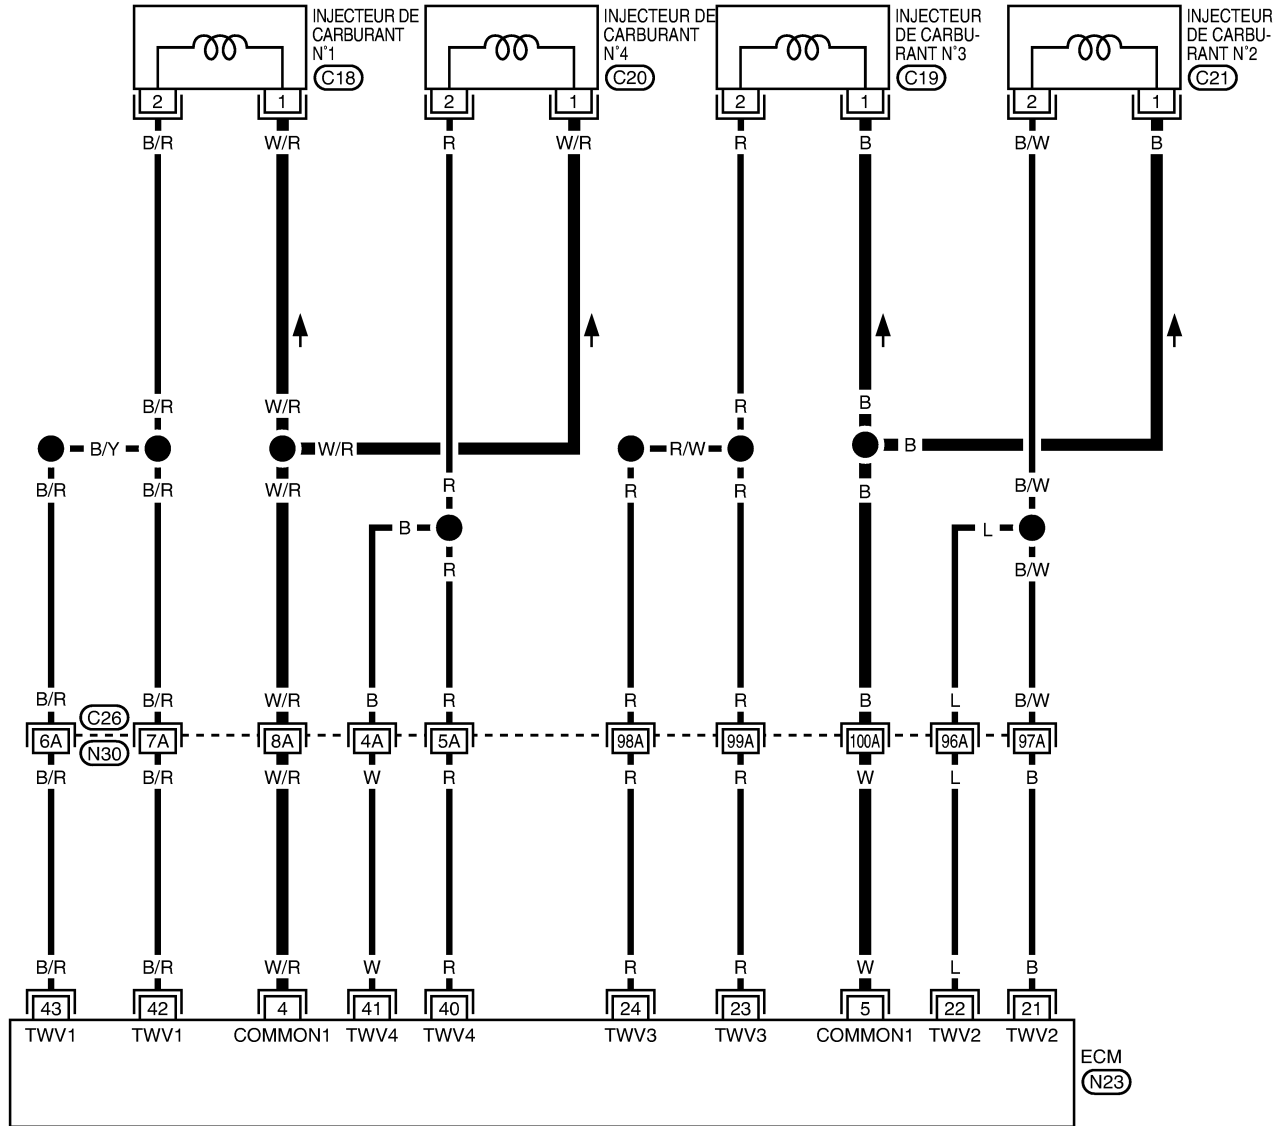 INJECTEUR DE
CARBURANT
N°1
C18
INJECTEUR DE
CARBURANT
N°4
C20
INJECTEUR
DE CARBU-
RANT N°3
C19
INJECTEUR
DE CARBU-
RANT N°2
C21
2 1 2 1 2 1 2 1
B/R W/R R W/R R B B/W B
B/R W/R R B
B/Y W/R R/W B
B/R B/R W/R R R R B B/W
B L
R B/W
B/R B/R W/R B R R R B L B/W
C26
6A 7A 8A 4A 5A 98A 99A 100A 96A 97A
N30
B/R B/R W/R W R R R W L B
B/R B/R W/R W R R R W L B
43 42 4 41 40 24 23 5 22 21
TWV1 TWV1 COMMON1 TWV4 TWV4 TWV3 TWV3 COMMON1 TWV2 TWV2
ECM
N23